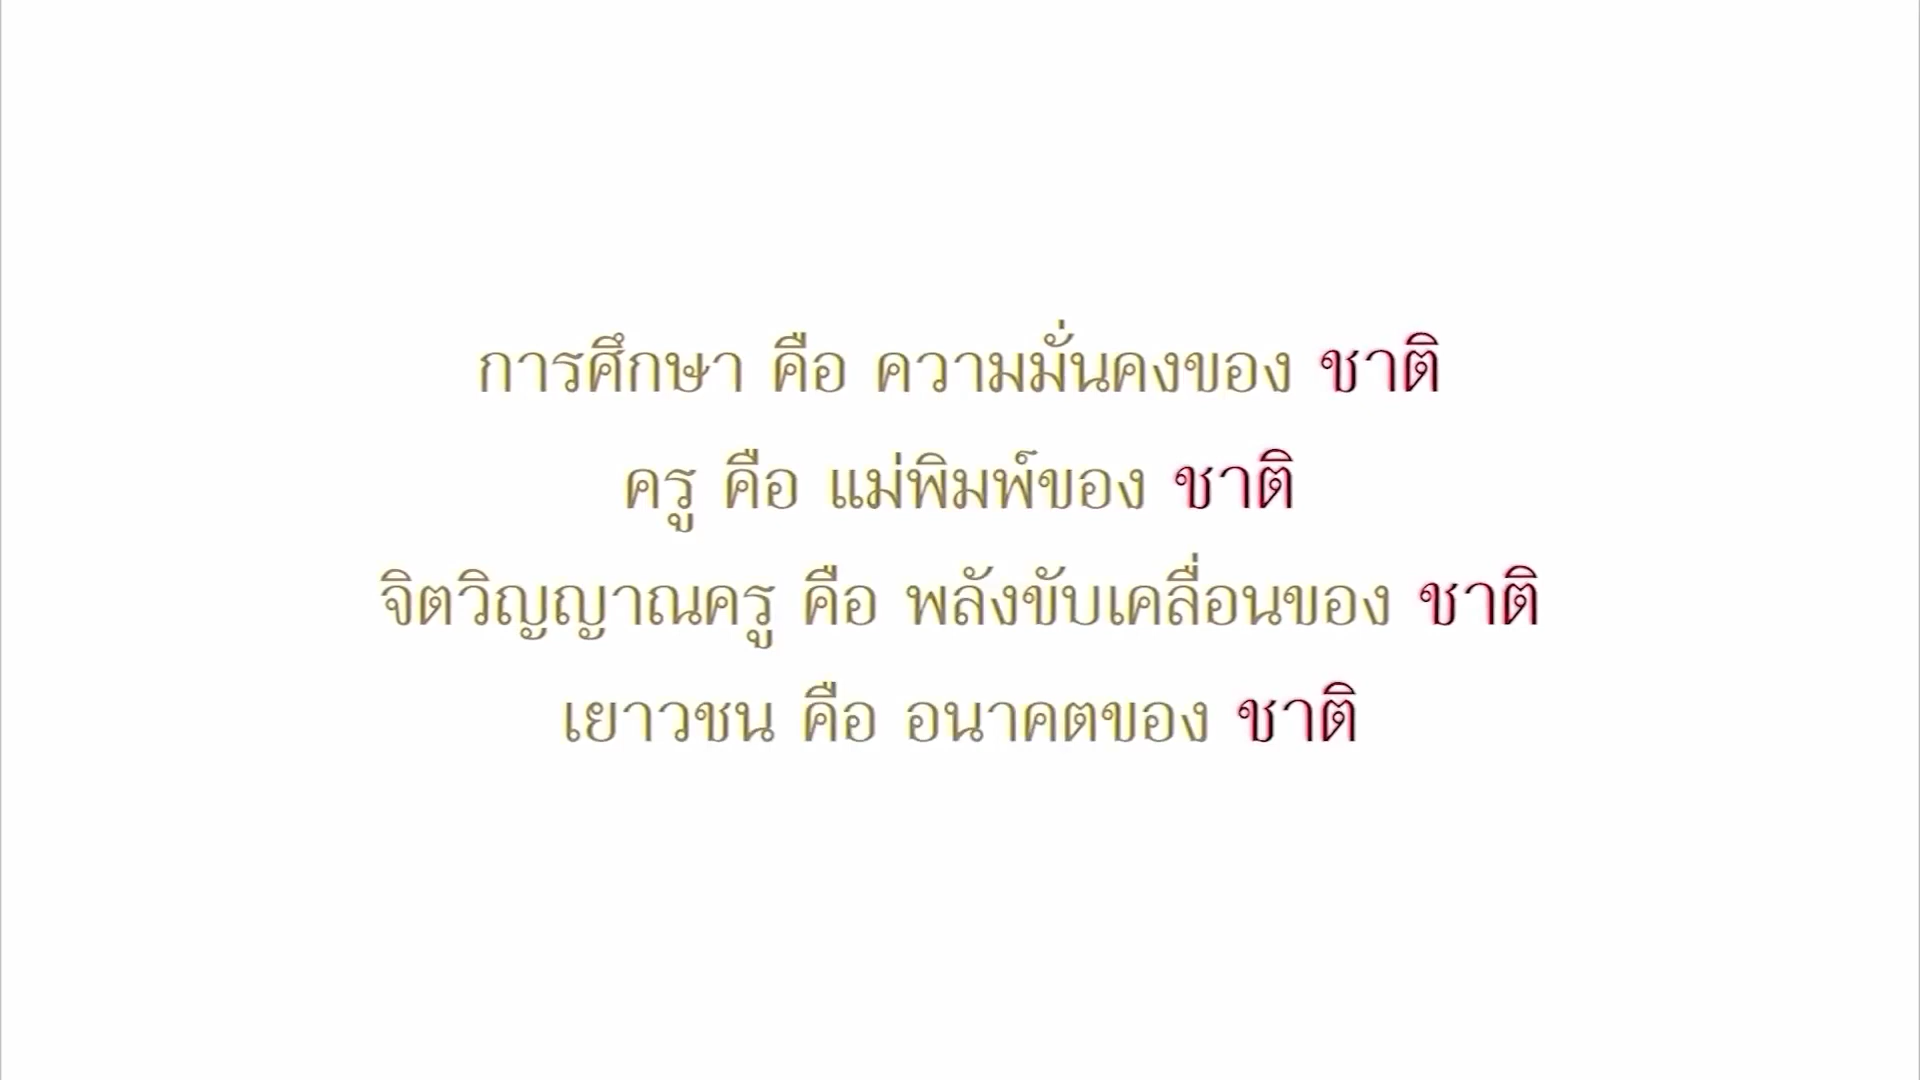 การศึกษา คือ ความมั่นคงของ ชาติ
ครู คือ แม่พิมพ์ของ ชาติ
จิตวิญญาณครู คือ พลังขับเคลื่อนของ ชาติ
เยาวชน คือ อนาคตของ ชาติ